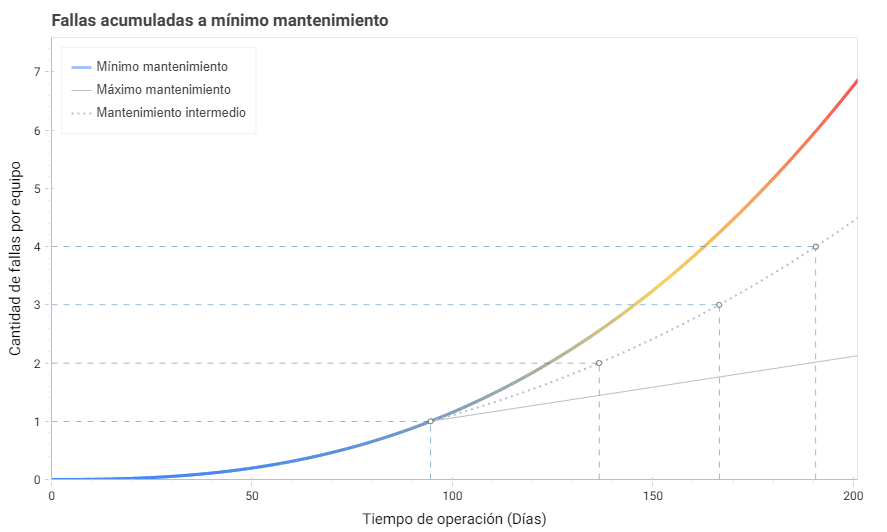 Fallas acumuladas a mínimo mantenimiento
Mínimo mantenimiento
Máximo mantenimiento
Mantenimiento intermedio
Cantidad de fallas por equipo
7
6
5
4
3
2
1
0
0 50 100 150 200
Tiempo de operación (Días)